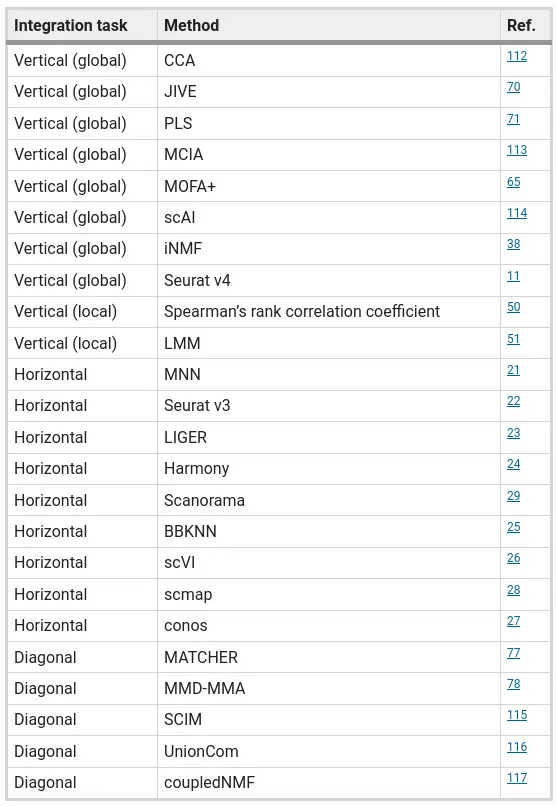 Integration task Method Ref.
Vertical (global) CCA 112
Vertical (global) JIVE 70
Vertical (global) PLS 71
Vertical (global) MCIA 113
Vertical (global) MOFA+ 65
Vertical (global) scAI 114
Vertical (global) iNMF 38
Vertical (global) Seurat v4 11
Vertical (local) Spearman’s rank correlation coefficient 50
Vertical (local) LMM 51
Horizontal MNN 21
Horizontal Seurat v3 22
Horizontal LIGER 23
Horizontal Harmony 24
Horizontal Scanorama 29
Horizontal BBKNN 25
Horizontal scVI 26
Horizontal scmap 28
Horizontal conos 27
Diagonal MATCHER 77
Diagonal MMD-MMA 78
Diagonal SCIM 115
Diagonal UnionCom 116
Diagonal coupledNMF 117